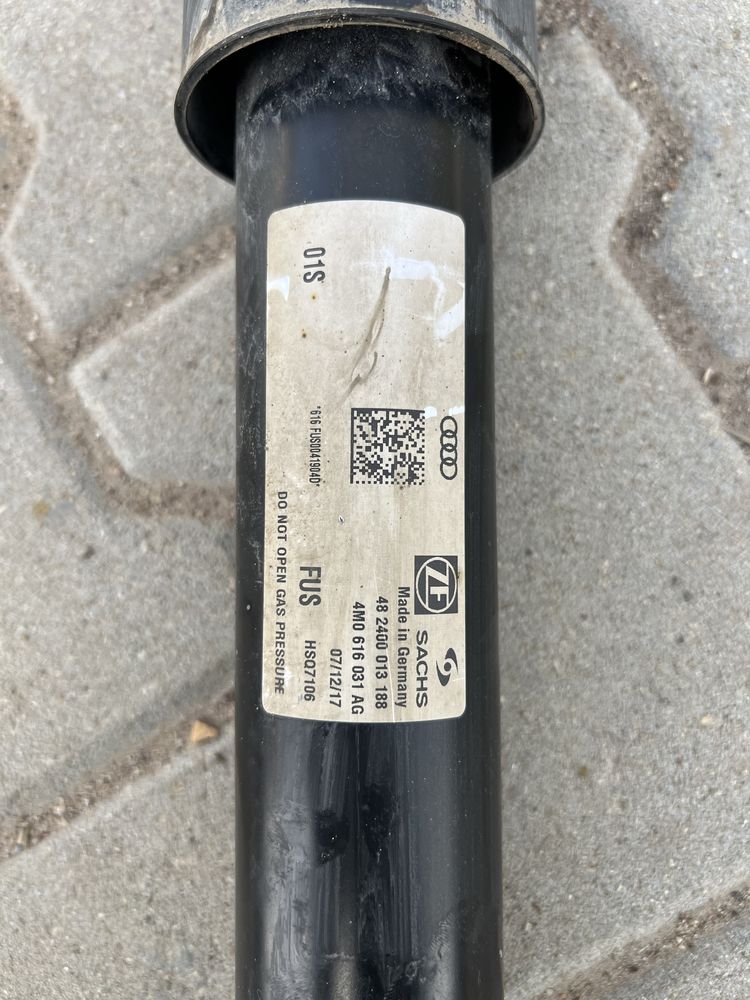 ZF
SACHS
Made in Germany
48 2400 013 188
4M0 616 031 AG
07/12/17
01S
*616 FUS00419040*
FUS
HSQ7106
DO NOT OPEN GAS PRESSURE